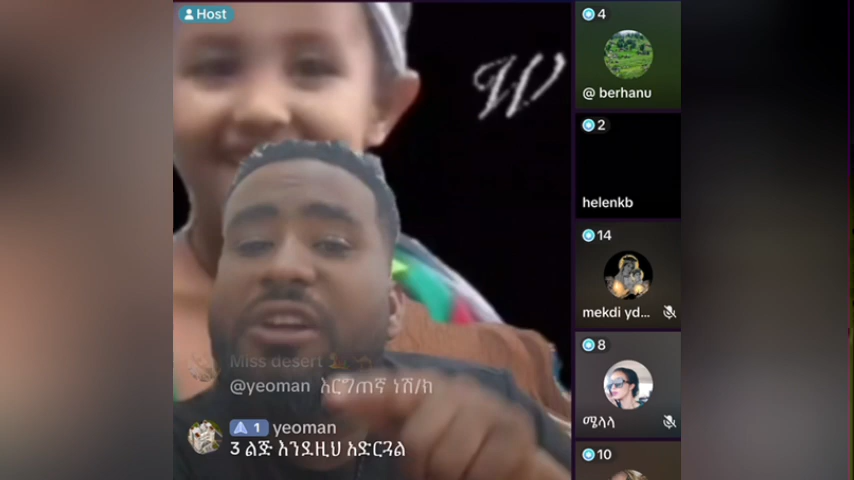 Host
W
4
@ berhanu
2
helenkb
14
mekdi yd...
8
ሜላላ
10
Miss desert
@yeoman እርግጠኛ ነሽ/ክ
1 yeoman
3 ልጅ እንደዚህ አድርጓል